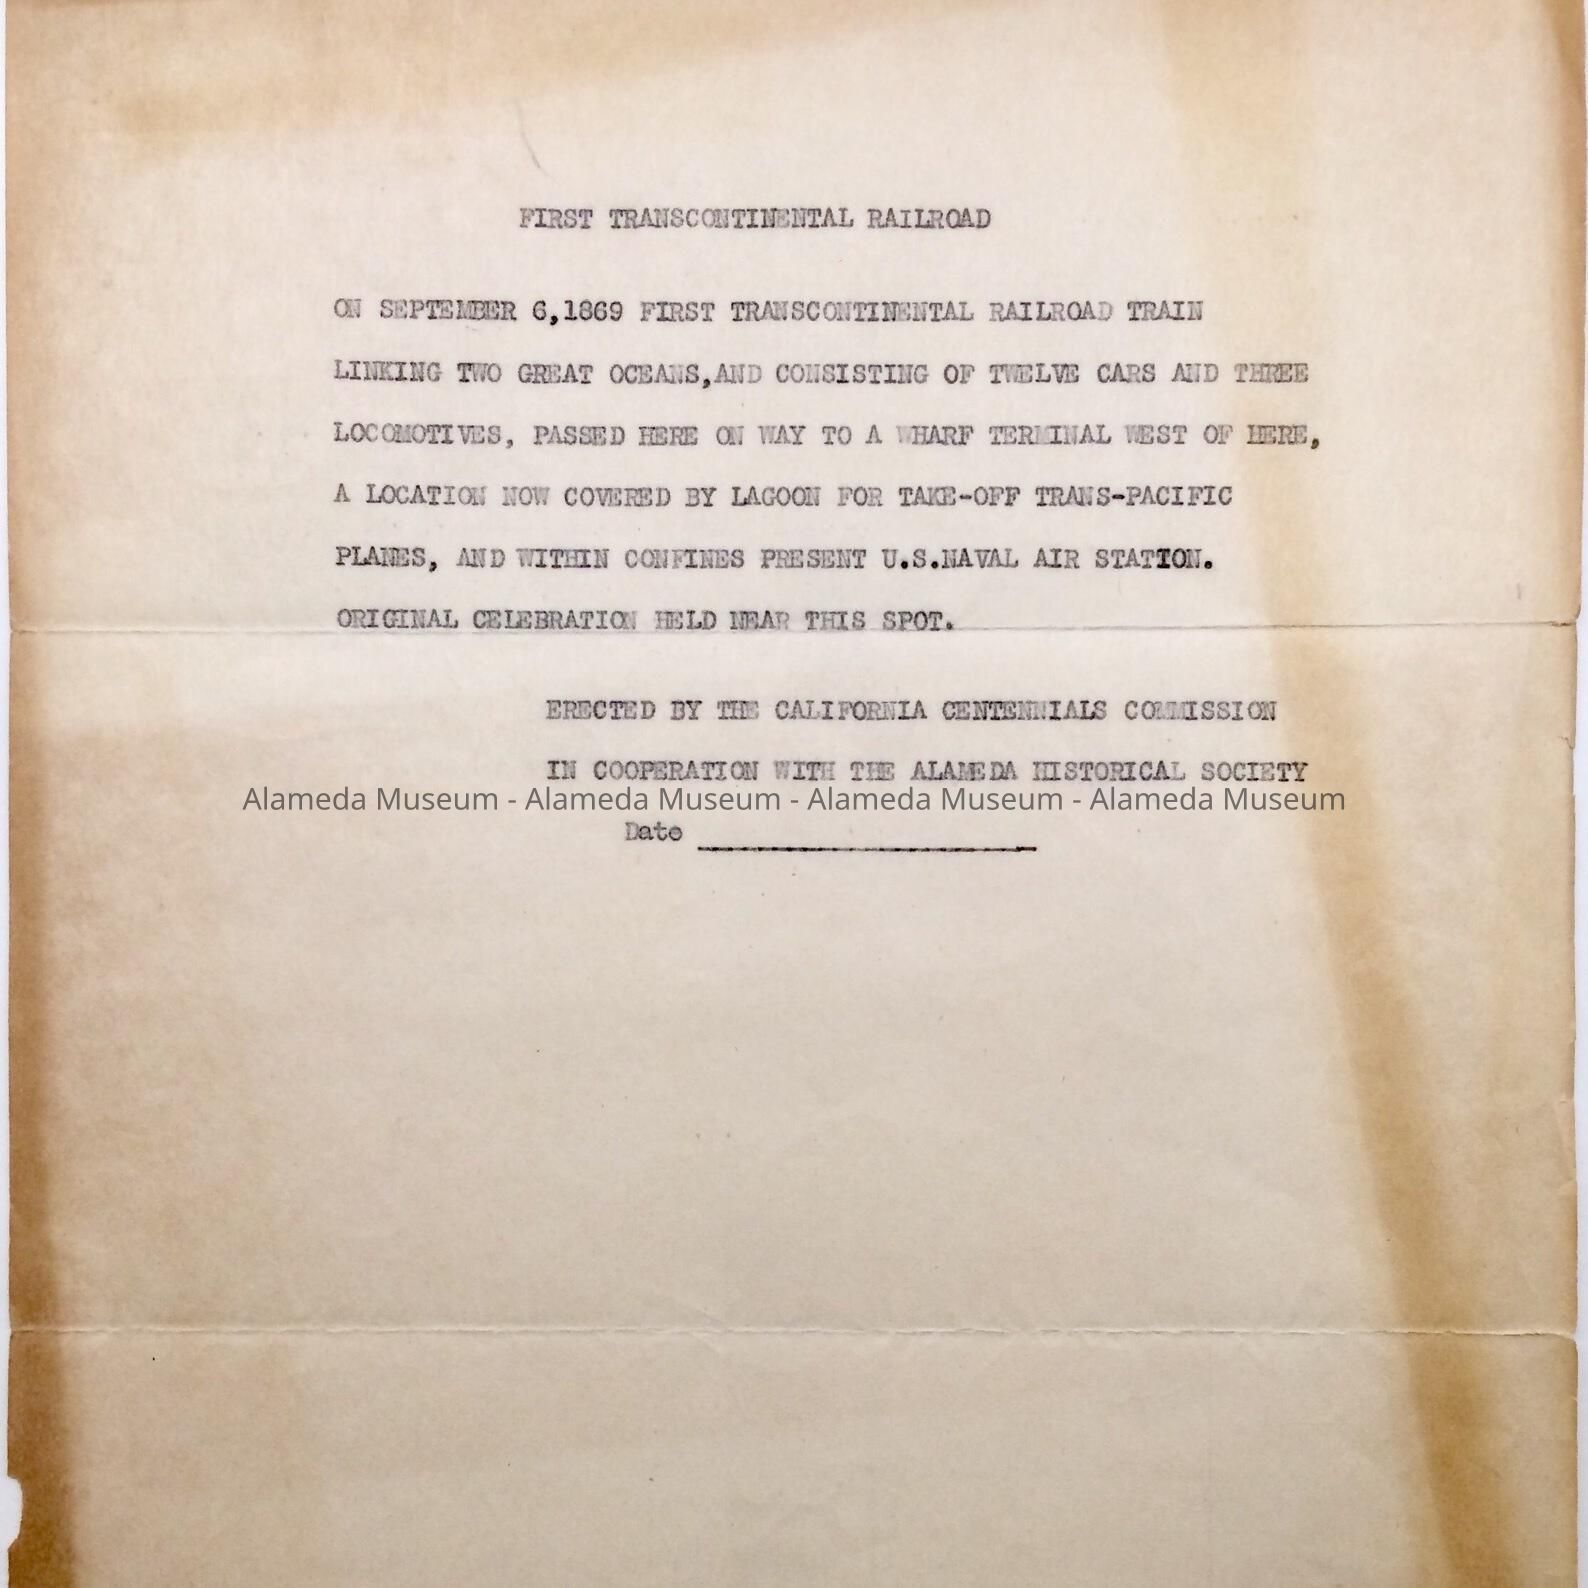 FIRST TRANSCONTINENTAL RAILROAD
ON SEPTEMBER 6,1869 FIRST TRANSCONTINENTAL RAILROAD TRAIN
LINKING TWO GREAT OCEANS,AND CONSISTING OF TWELVE CARS AND THREE
LOCOMOTIVES, PASSED HERE ON WAY TO A WHARF TERMINAL WEST OF HERE,
A LOCATION NOW COVERED BY LAGOON FOR TAKE-OFF TRANS-PACIFIC
PLANES, AND WITHIN CONFINES PRESENT U.S.NAVAL AIR STATION.
ORIGINAL CELEBRATION HELD NEAR THIS SPOT.
ERECTED BY THE CALIFORNIA CENTENNIALS COMMISSION
IN COOPERATION WITH THE ALAMEDA HISTORICAL SOCIETY
Alameda Museum - Alameda Museum - Alameda Museum - Alameda Museum
Date